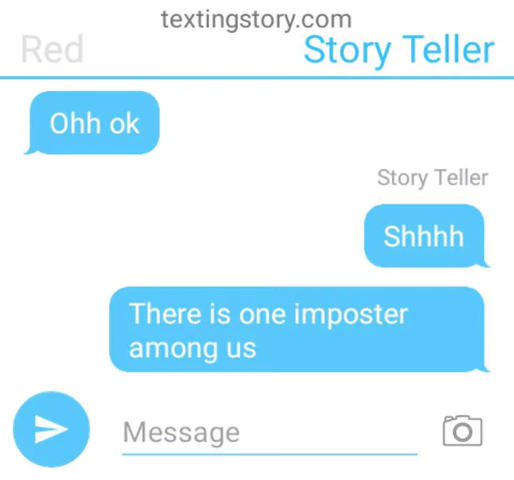 textingstory.com
Red
Story Teller
Ohh ok
Story Teller
Shhhh
There is one imposter
among us
Message